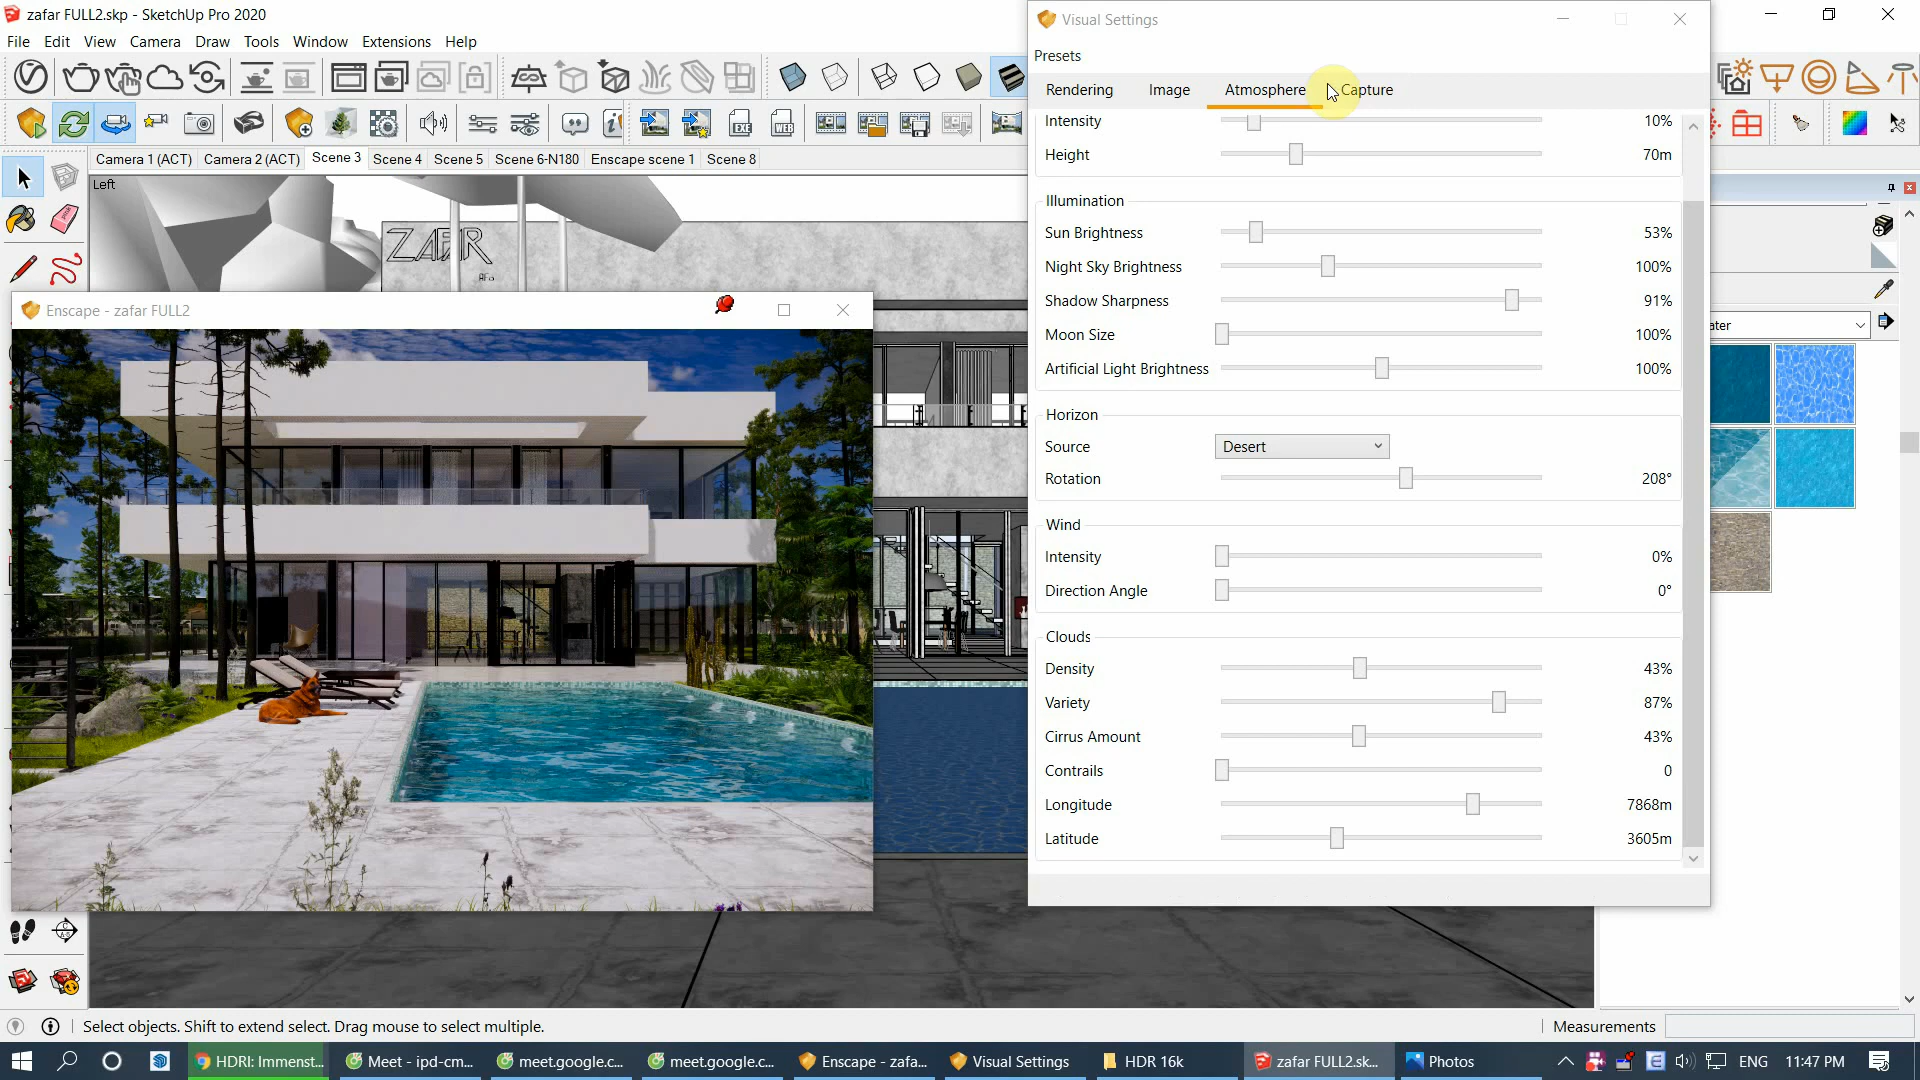 zafar FULL2.skp - SketchUp Pro 2020
File Edit View Camera Draw Tools Window Extensions Help
Camera 1 (ACT) Camera 2 (ACT) Scene 3 Scene 4 Scene 5 Scene 6-N180 Enscape scene 1 Scene 8
Left
ZAFAR
Enscape - zafar FULL2
Visual Settings
Presets
Rendering Image Atmosphere Capture
Intensity 10%
Height 70m
Illumination
Sun Brightness 53%
Night Sky Brightness 100%
Shadow Sharpness 91%
Moon Size 100%
Artificial Light Brightness 100%
Horizon
Source Desert
Rotation 208°
Wind
Intensity 0%
Direction Angle 0°
Clouds
Density 43%
Variety 87%
Cirrus Amount 43%
Contrails 0
Longitude 7868m
Latitude 3605m
ater
Select objects. Shift to extend select. Drag mouse to select multiple.
Measurements
HDRI: Immenst... Meet - ipd-cm... meet.google.c... meet.google.c... Enscape - zafa... Visual Settings HDR 16k zafar FULL2.sk... Photos ENG 11:47 PM